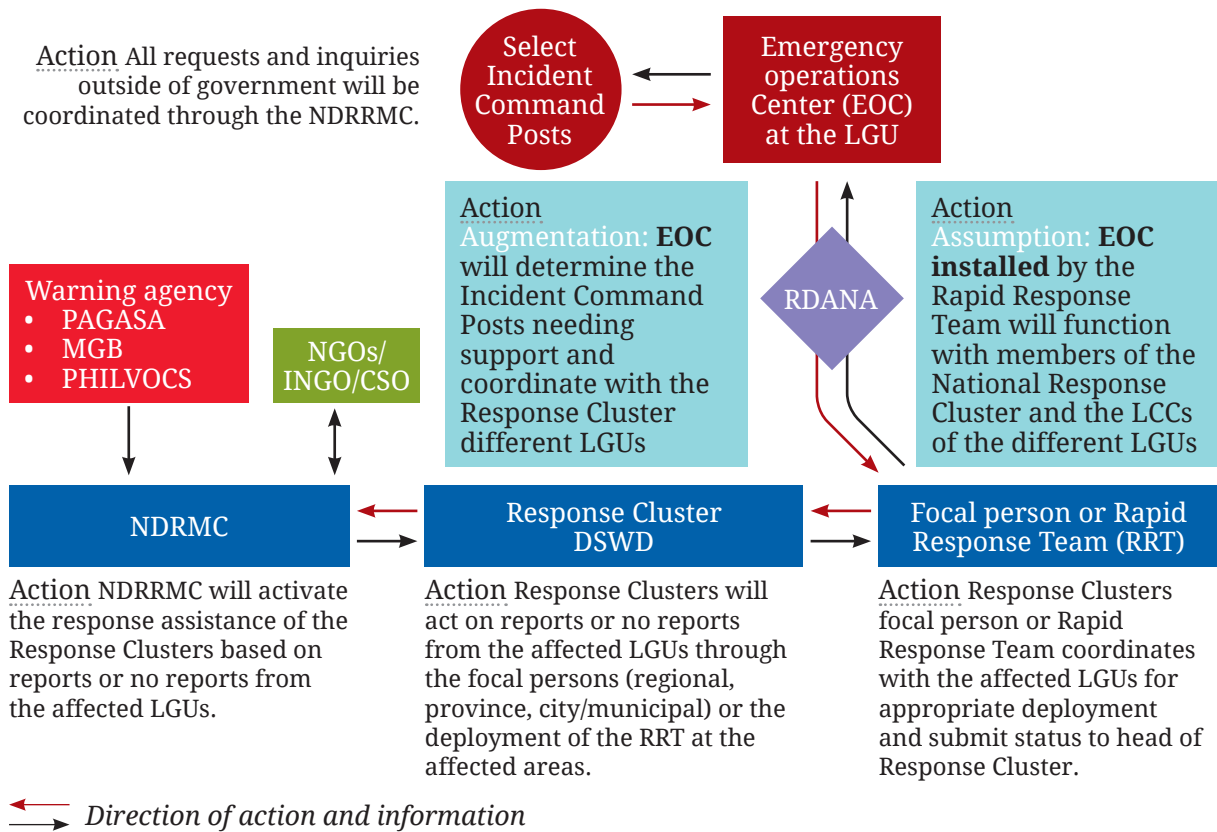 Action All requests and inquiries
outside of government will be
coordinated through the NDRRMC.
Select
Incident
Command
Posts
Emergency
operations
Center (EOC)
at the LGU
Warning agency
• PAGASA
• MGB
• PHILVOCS
NGOs/
INGO/CSO
Action
Augmentation: EOC
will determine the
Incident Command
Posts needing
support and
coordinate with the
Response Cluster
different LGUs
RDANA
Action
Assumption: EOC
installed by the
Rapid Response
Team will function
with members of the
National Response
Cluster and the LCCs
of the different LGUs
NDRMC
Response Cluster
DSWD
Focal person or Rapid
Response Team (RRT)
Action NDRRMC will activate
the response assistance of the
Response Clusters based on
reports or no reports from
the affected LGUs.
Action Response Clusters will
act on reports or no reports
from the affected LGUs through
the focal persons (regional,
province, city/municipal) or the
deployment of the RRT at the
affected areas.
Action Response Clusters
focal person or Rapid
Response Team coordinates
with the affected LGUs for
appropriate deployment
and submit status to head of
Response Cluster.
Direction of action and information